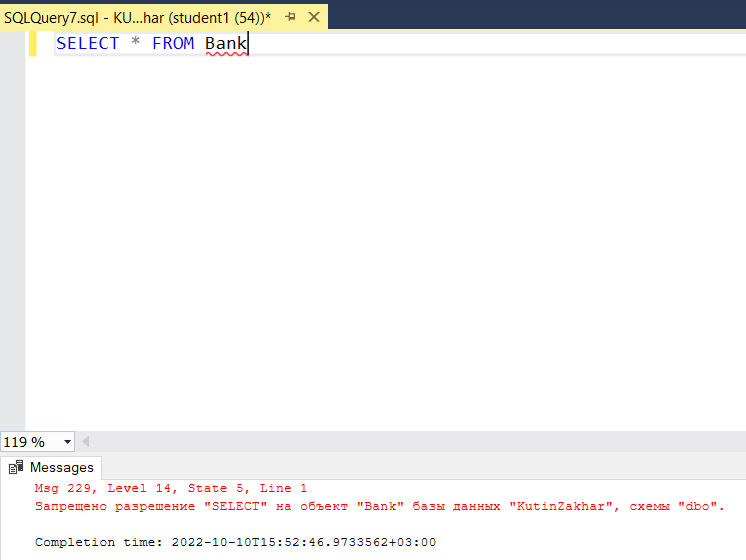 SQLQuery7.sql - KU...har (student1 (54))*
SELECT * FROM Bank
119 %
Messages
Msg 229, Level 14, State 5, Line 1
Запрещено разрешение "SELECT" на объект "Bank" базы данных "KutinZakhar", схемы "dbo".
Completion time: 2022-10-10T15:52:46.9733562+03:00